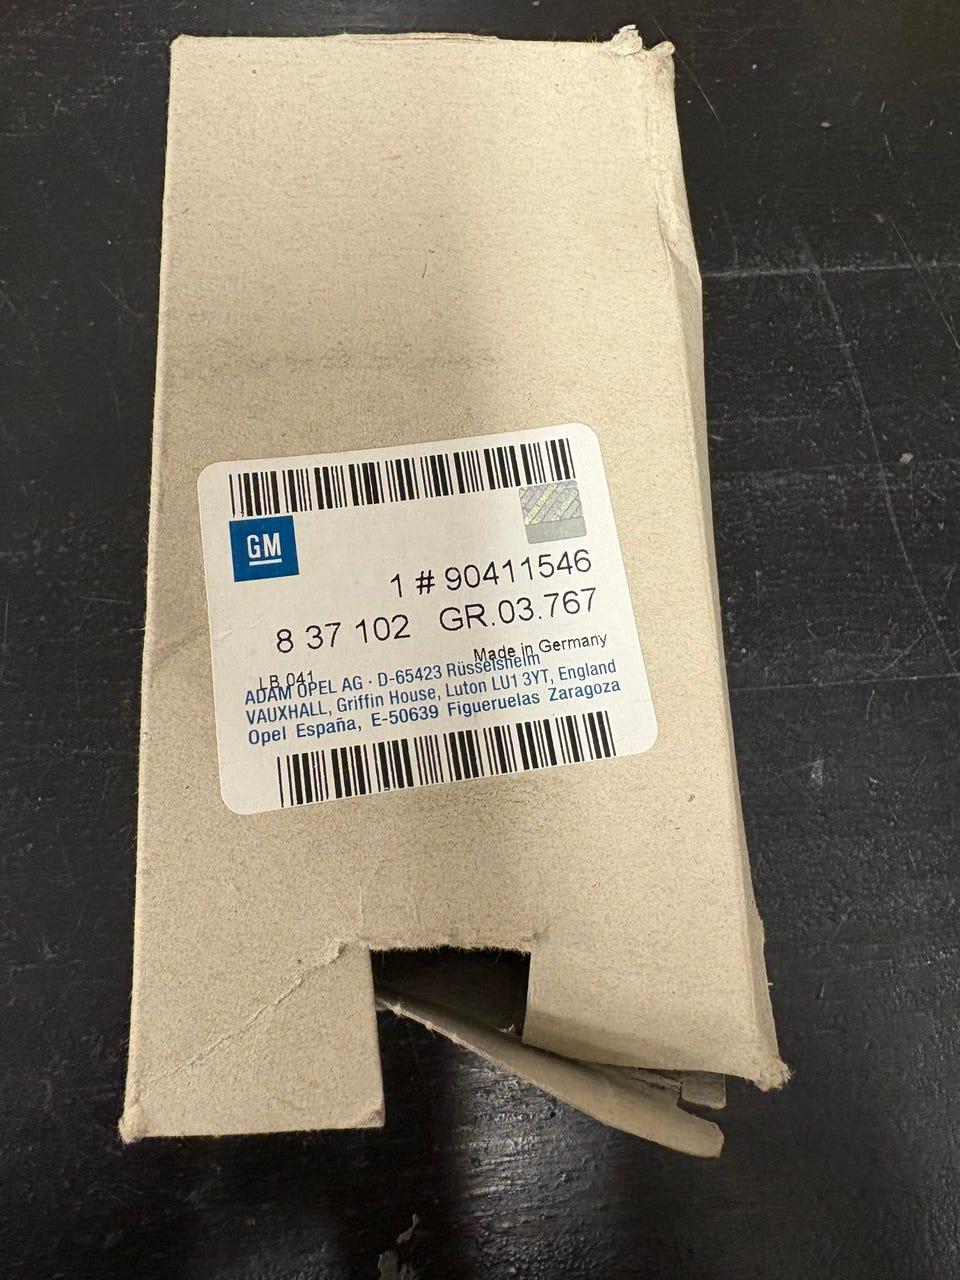 GM
1 # 90411546
8 37 102 GR.03.767
Made in Germany
LB 041
ADAM OPEL AG · D-65423 Rüsselsheim
VAUXHALL, Griffin House, Luton LU1 3YT, England
Opel España, E-50639 Figueruelas Zaragoza